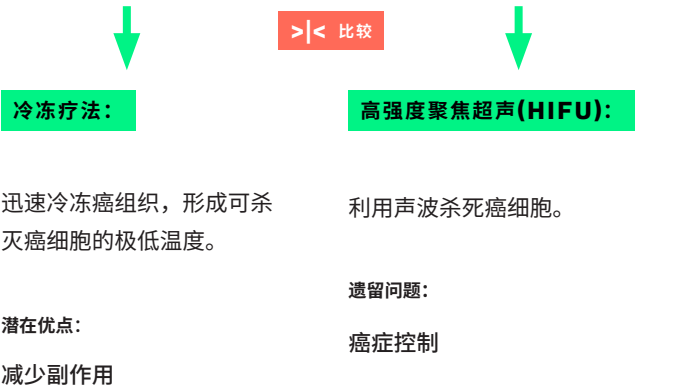 >|< 比较
冷冻疗法：
迅速冷冻癌组织，形成可杀
灭癌细胞的极低温度。
潜在优点：
减少副作用
高强度聚焦超声(HIFU)：
利用声波杀死癌细胞。
遗留问题：
癌症控制